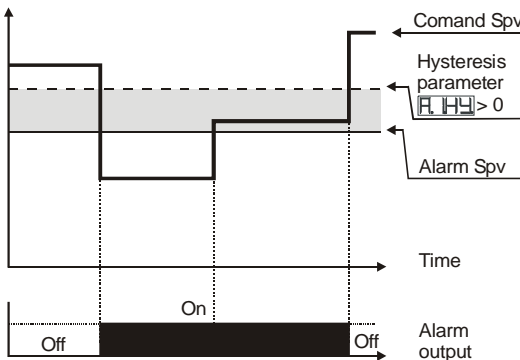 Comand Spv
Hysteresis
parameter
A. HY > 0
Alarm Spv
Time
On
Off
Off
Alarm
output